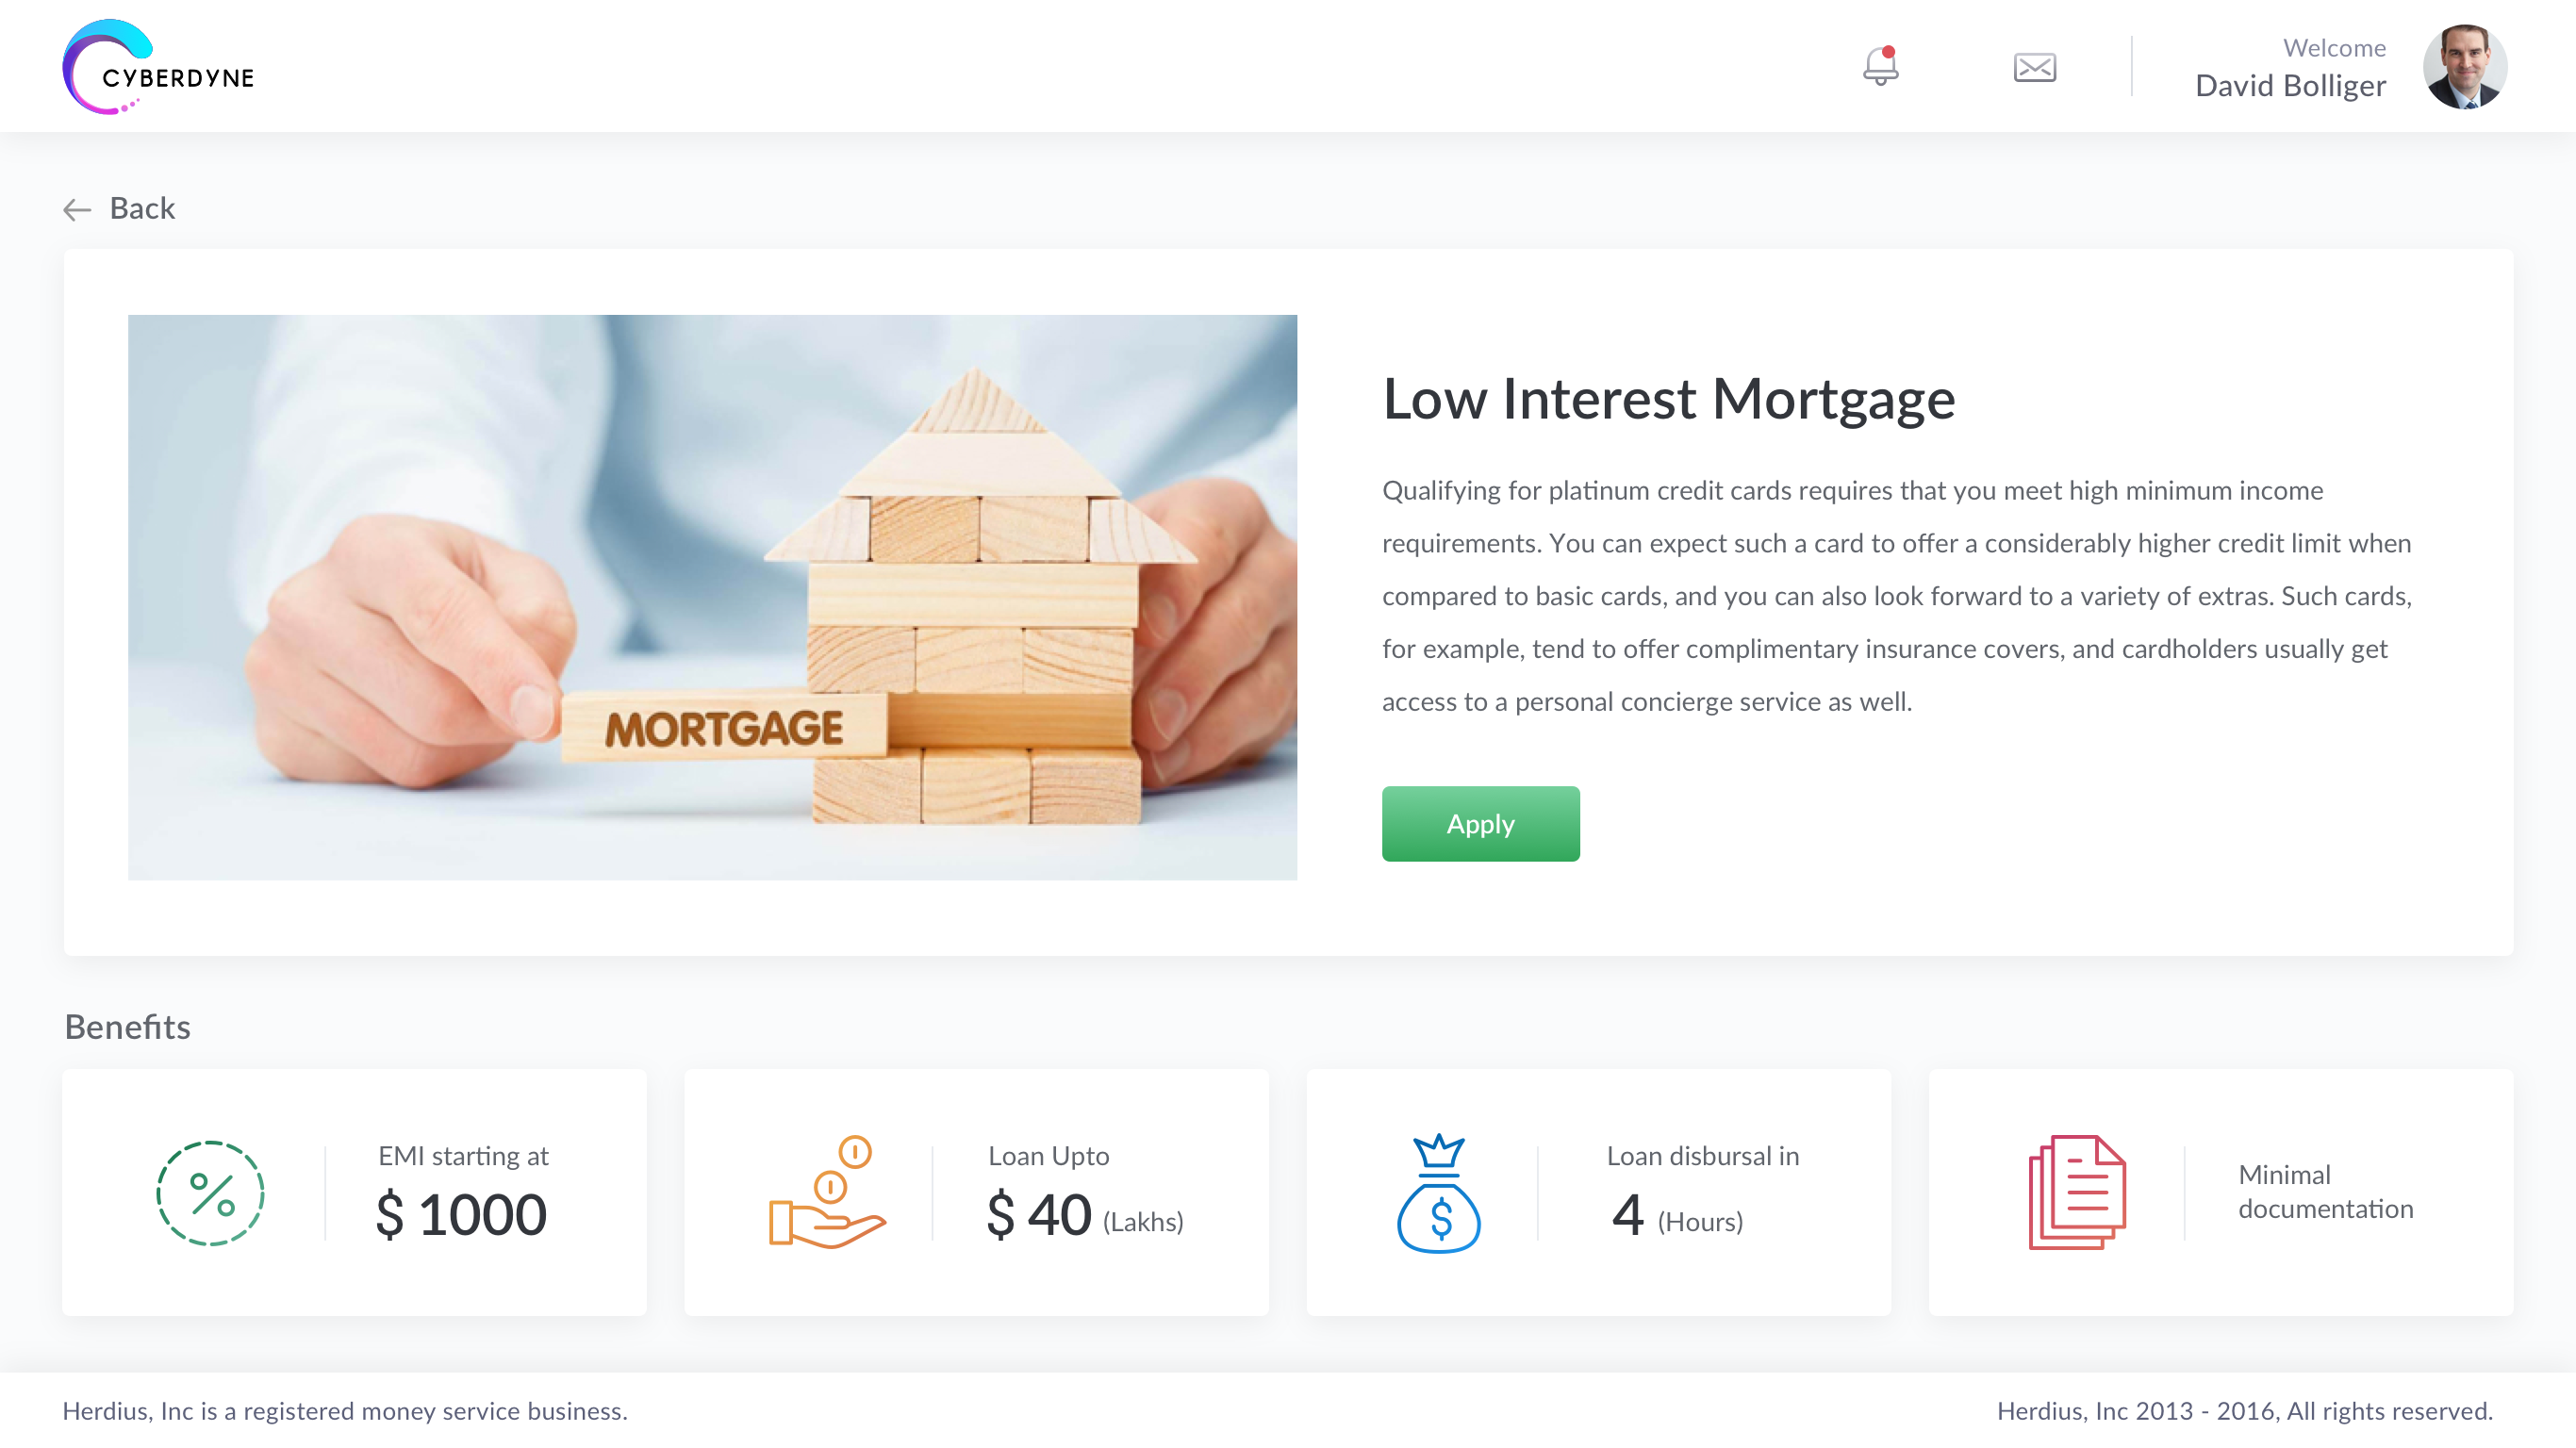 CYBERDYNE
Welcome
David Bolliger
Back
MORTGAGE
Low Interest Mortgage
Qualifying for platinum credit cards requires that you meet high minimum income
requirements. You can expect such a card to offer a considerably higher credit limit when
compared to basic cards, and you can also look forward to a variety of extras. Such cards,
for example, tend to offer complimentary insurance covers, and cardholders usually get
access to a personal concierge service as well.
Apply
Benefits
EMI starting at
$ 1000
Loan Upto
$ 40 (Lakhs)
Loan disbursal in
4 (Hours)
Minimal
documentation
Herdius, Inc is a registered money service business.
Herdius, Inc 2013 - 2016, All rights reserved.